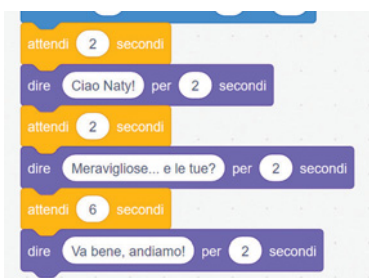 attendi 2 secondi
dire Ciao Naty! per 2 secondi
attendi 2 secondi
dire Meravigliose... e le tue? per 2 secondi
attendi 6 secondi
dire Va bene, andiamo! per 2 secondi